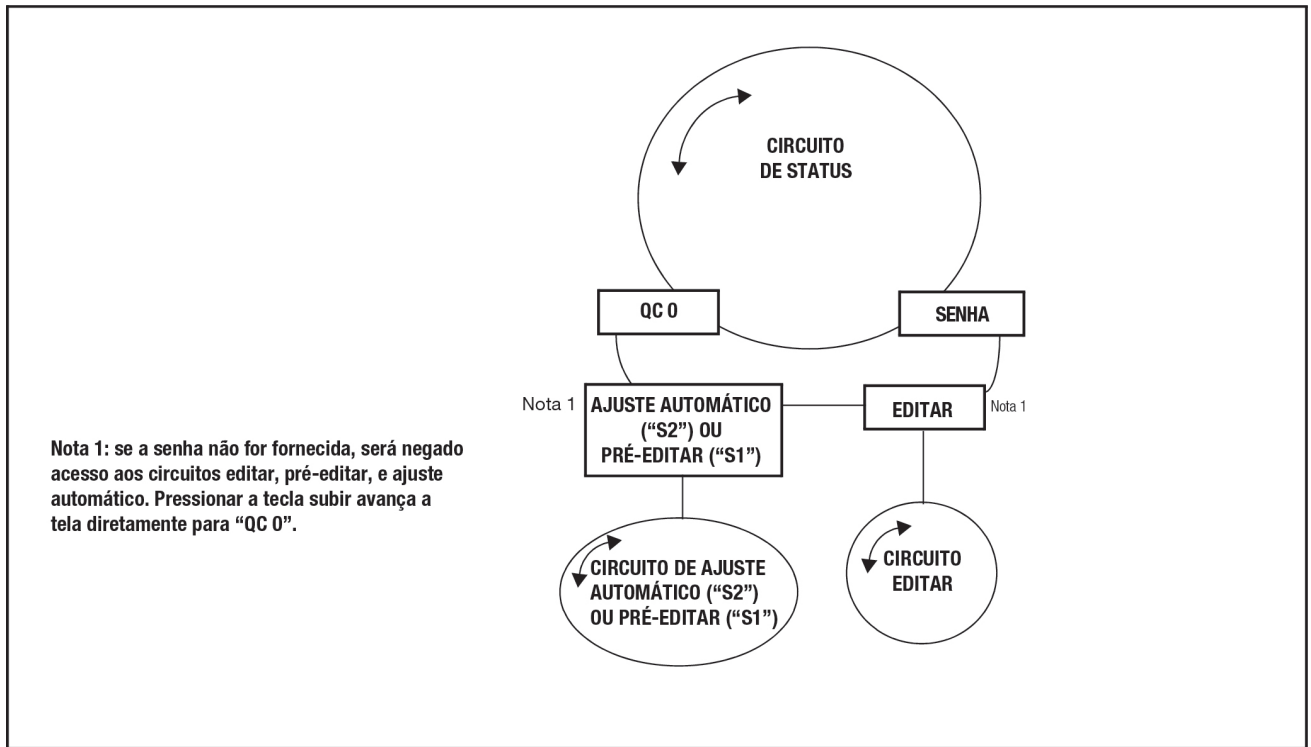 CIRCUITO
DE STATUS
QC 0
SENHA
Nota 1
AJUSTE AUTOMÁTICO
(“S2”) OU
PRÉ-EDITAR (“S1”)
EDITAR
Nota 1
Nota 1: se a senha não for fornecida, será negado
acesso aos circuitos editar, pré-editar, e ajuste
automático. Pressionar a tecla subir avança a
tela diretamente para “QC 0”.
CIRCUITO DE AJUSTE
AUTOMÁTICO (“S2”)
OU PRÉ-EDITAR (“S1”)
CIRCUITO
EDITAR